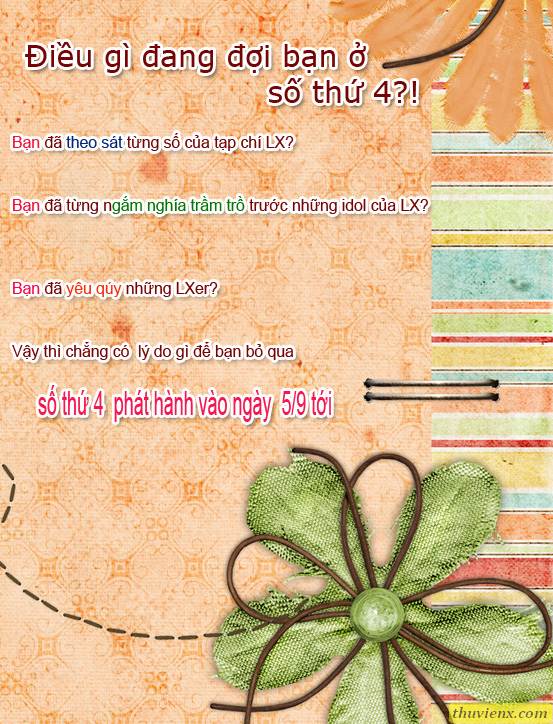 Điều gì đang đợi bạn ở
số thứ 4?!
Bạn đã theo sát từng số của tạp chí LX?
Bạn đã từng ngắm nghía trầm trồ trước những idol của LX?
Bạn đã yêu qúy những LXer?
Vậy thì chẳng có lý do gì để bạn bỏ qua
số thứ 4 phát hành vào ngày 5/9 tới
thuvienx.com